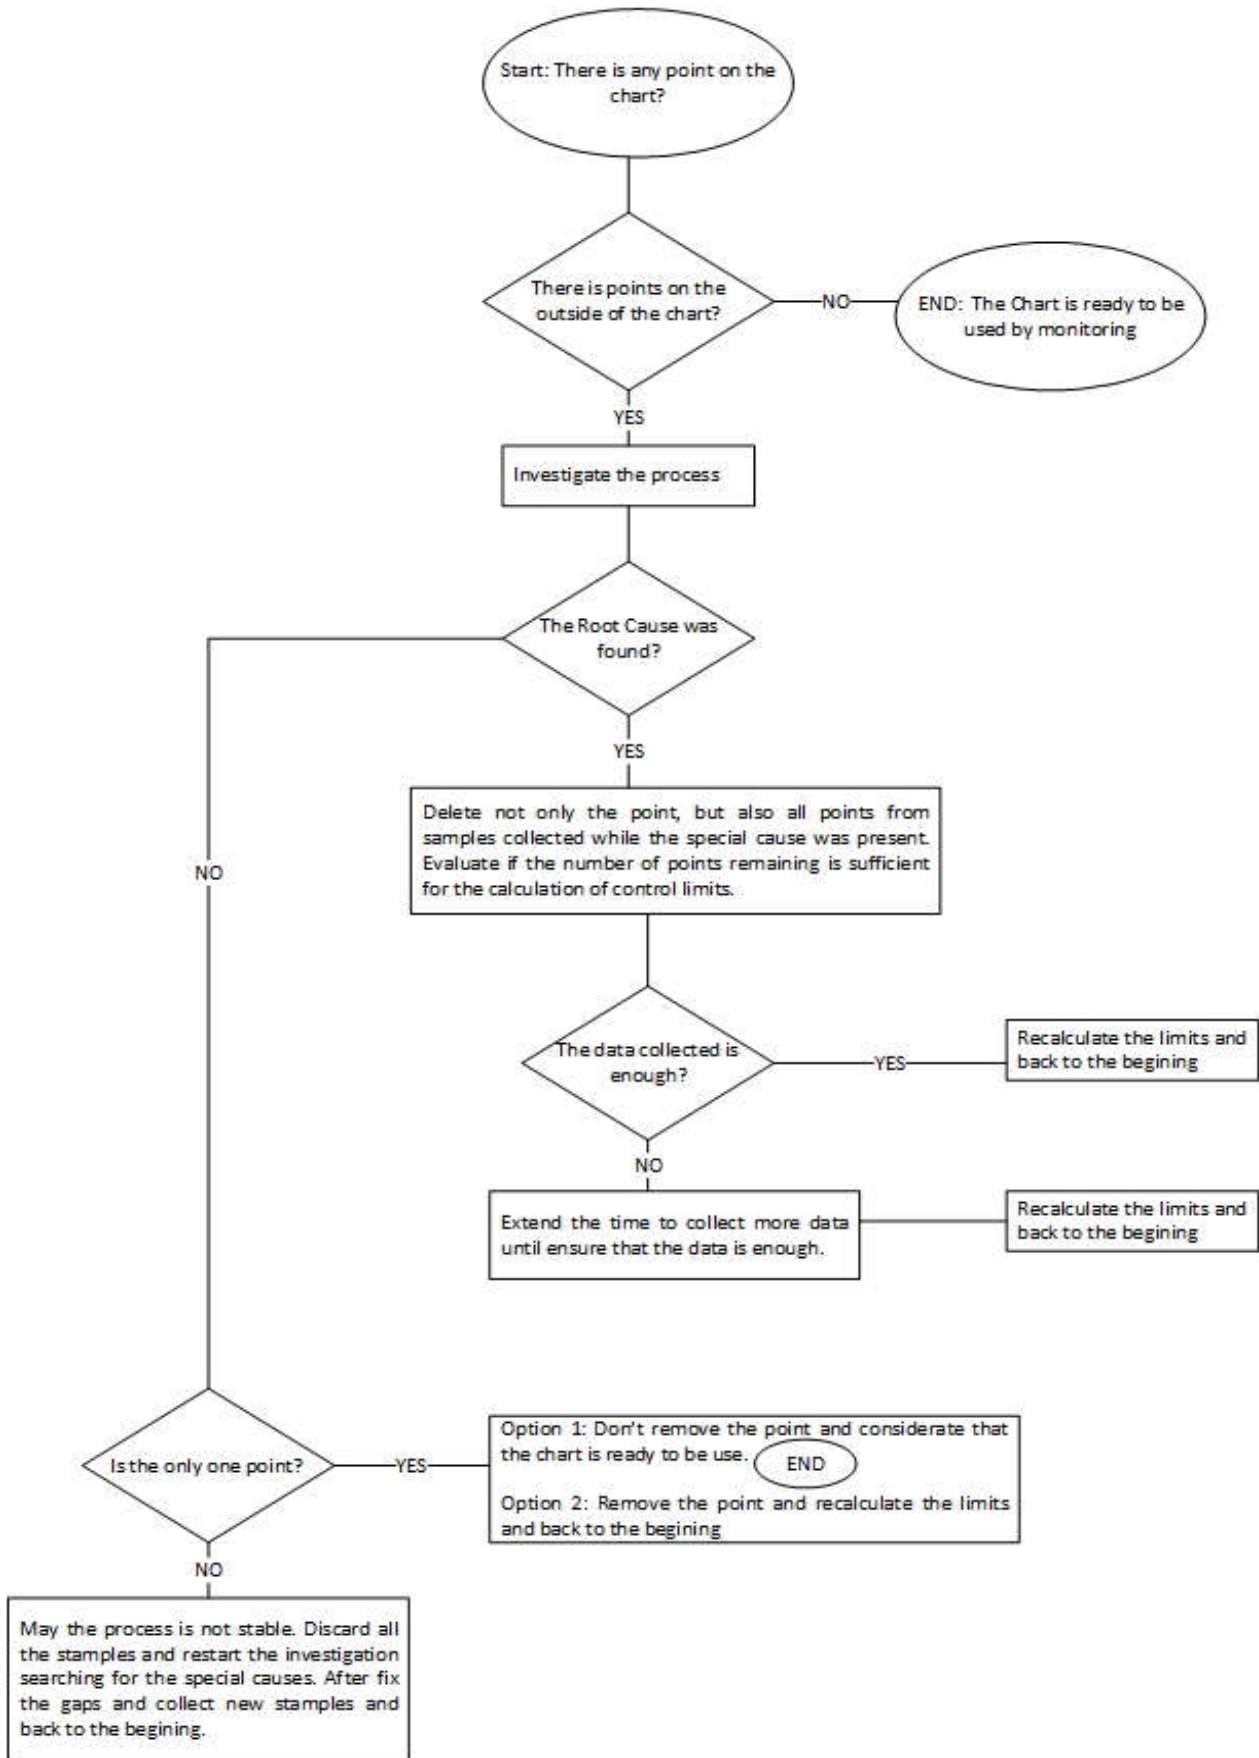 Start: There is any point on the
chart?
There is points on the
outside of the chart?
NO
END: The Chart is ready to be
used by monitoring
YES
Investigate the process
The Root Cause was
found?
YES
NO
Delete not only the point, but also all points from
samples collected while the special cause was present.
Evaluate if the number of points remaining is sufficient
for the calculation of control limits.
The data collected is
enough?
YES
Recalculate the limits and
back to the begining
NO
Extend the time to collect more data
until ensure that the data is enough.
Recalculate the limits and
back to the begining
Is the only one point?
YES
Option 1: Don't remove the point and considerate that
the chart is ready to be use.
END
Option 2: Remove the point and recalculate the limits
and back to the begining
NO
May the process is not stable. Discard all
the stamples and restart the investigation
searching for the special causes. After fix
the gaps and collect new stamples and
back to the begining.